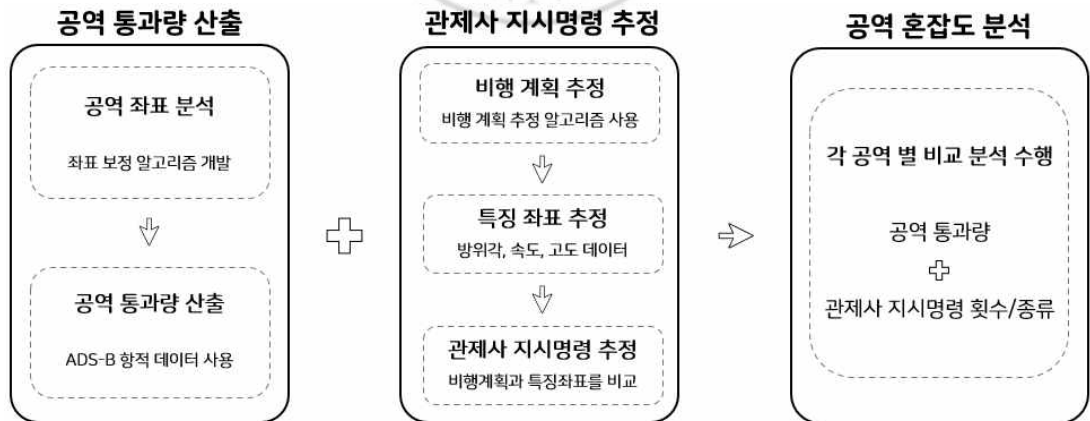 공역 통과량 산출
공역 좌표 분석
좌표 보정 알고리즘 개발
공역 통과량 산출
ADS-B 항적 데이터 사용
관제사 지시명령 추정
비행 계획 추정
비행 계획 추정 알고리즘 사용
특징 좌표 추정
방위각, 속도, 고도 데이터
관제사 지시명령 추정
비행계획과 특징좌표를 비교
공역 혼잡도 분석
각 공역 별 비교 분석 수행
공역 통과량
관제사 지시명령 횟수/종류